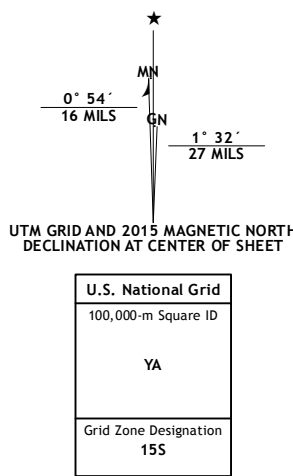 MN
0° 54´
16 MILS
GN
1° 32´
27 MILS
UTM GRID AND 2015 MAGNETIC NORTH
DECLINATION AT CENTER OF SHEET
U.S. National Grid
100,000-m Square ID
YA
Grid Zone Designation
15S